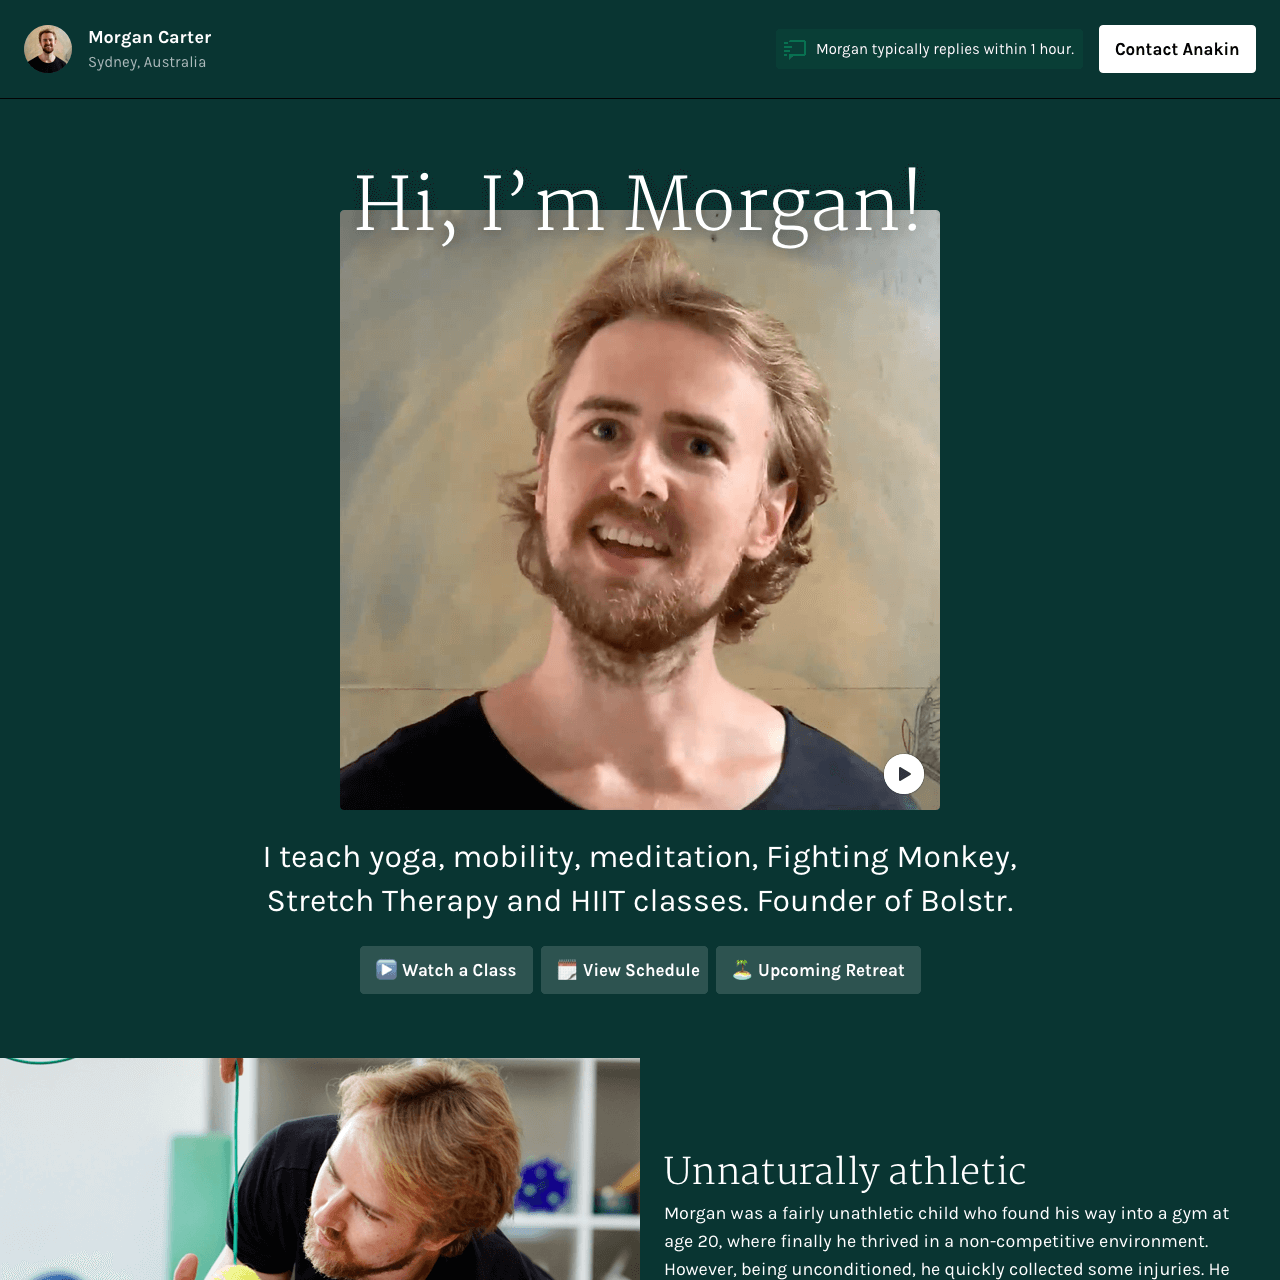 Morgan Carter
Sydney, Australia
Morgan typically replies within 1 hour.
Contact Anakin
Hi, I’m Morgan!
I teach yoga, mobility, meditation, Fighting Monkey,
Stretch Therapy and HIIT classes. Founder of Bolstr.
Watch a Class
View Schedule
Upcoming Retreat
Unnaturally athletic
Morgan was a fairly unathletic child who found his way into a gym at
age 20, where finally he thrived in a non-competitive environment.
However, being unconditioned, he quickly collected some injuries. He